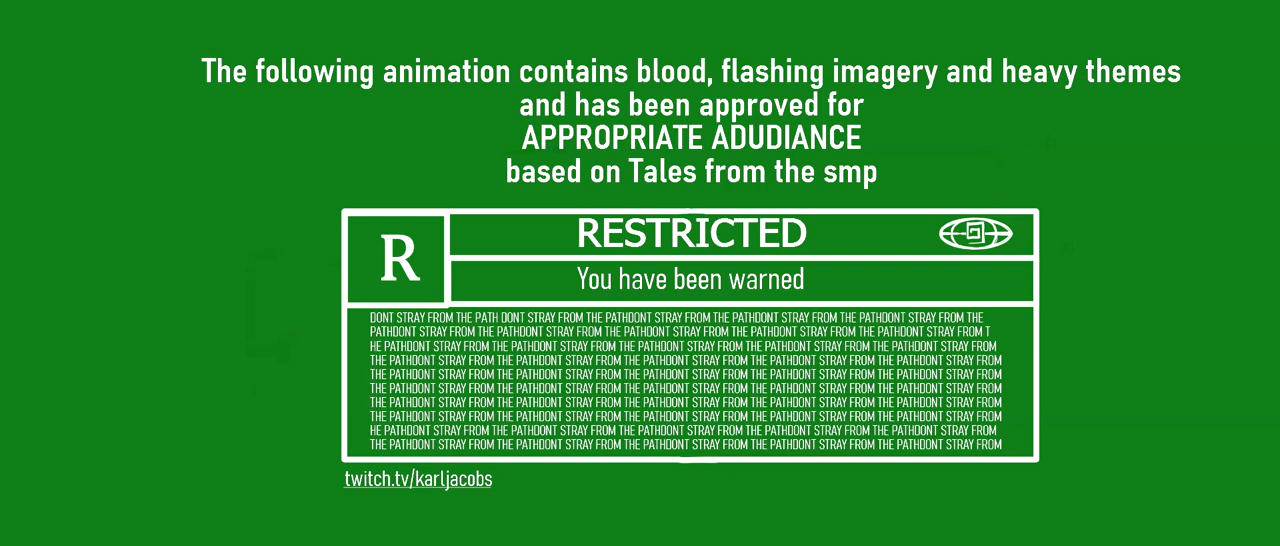 The following animation contains blood, flashing imagery and heavy themes
and has been approved for
APPROPRIATE ADUDIANCE
based on Tales from the smp
R
RESTRICTED
You have been warned
DONT STRAY FROM THE PATH DONT STRAY FROM THE PATHDONT STRAY FROM THE PATHDONT STRAY FROM THE PATHDONT STRAY FROM THE
PATHDONT STRAY FROM THE PATHDONT STRAY FROM THE PATHDONT STRAY FROM THE PATHDONT STRAY FROM THE PATHDONT STRAY FROM T
HE PATHDONT STRAY FROM THE PATHDONT STRAY FROM THE PATHDONT STRAY FROM THE PATHDONT STRAY FROM THE PATHDONT STRAY FROM
THE PATHDONT STRAY FROM THE PATHDONT STRAY FROM THE PATHDONT STRAY FROM THE PATHDONT STRAY FROM THE PATHDONT STRAY FROM
THE PATHDONT STRAY FROM THE PATHDONT STRAY FROM THE PATHDONT STRAY FROM THE PATHDONT STRAY FROM THE PATHDONT STRAY FROM
THE PATHDONT STRAY FROM THE PATHDONT STRAY FROM THE PATHDONT STRAY FROM THE PATHDONT STRAY FROM THE PATHDONT STRAY FROM
THE PATHDONT STRAY FROM THE PATHDONT STRAY FROM THE PATHDONT STRAY FROM THE PATHDONT STRAY FROM THE PATHDONT STRAY FROM
THE PATHDONT STRAY FROM THE PATHDONT STRAY FROM THE PATHDONT STRAY FROM THE PATHDONT STRAY FROM THE PATHDONT STRAY FROM
HE PATHDONT STRAY FROM THE PATHDONT STRAY FROM THE PATHDONT STRAY FROM THE PATHDONT STRAY FROM THE PATHDONT STRAY FROM
THE PATHDONT STRAY FROM THE PATHDONT STRAY FROM THE PATHDONT STRAY FROM THE PATHDONT STRAY FROM THE PATHDONT STRAY FROM
twitch.tv/karljacobs